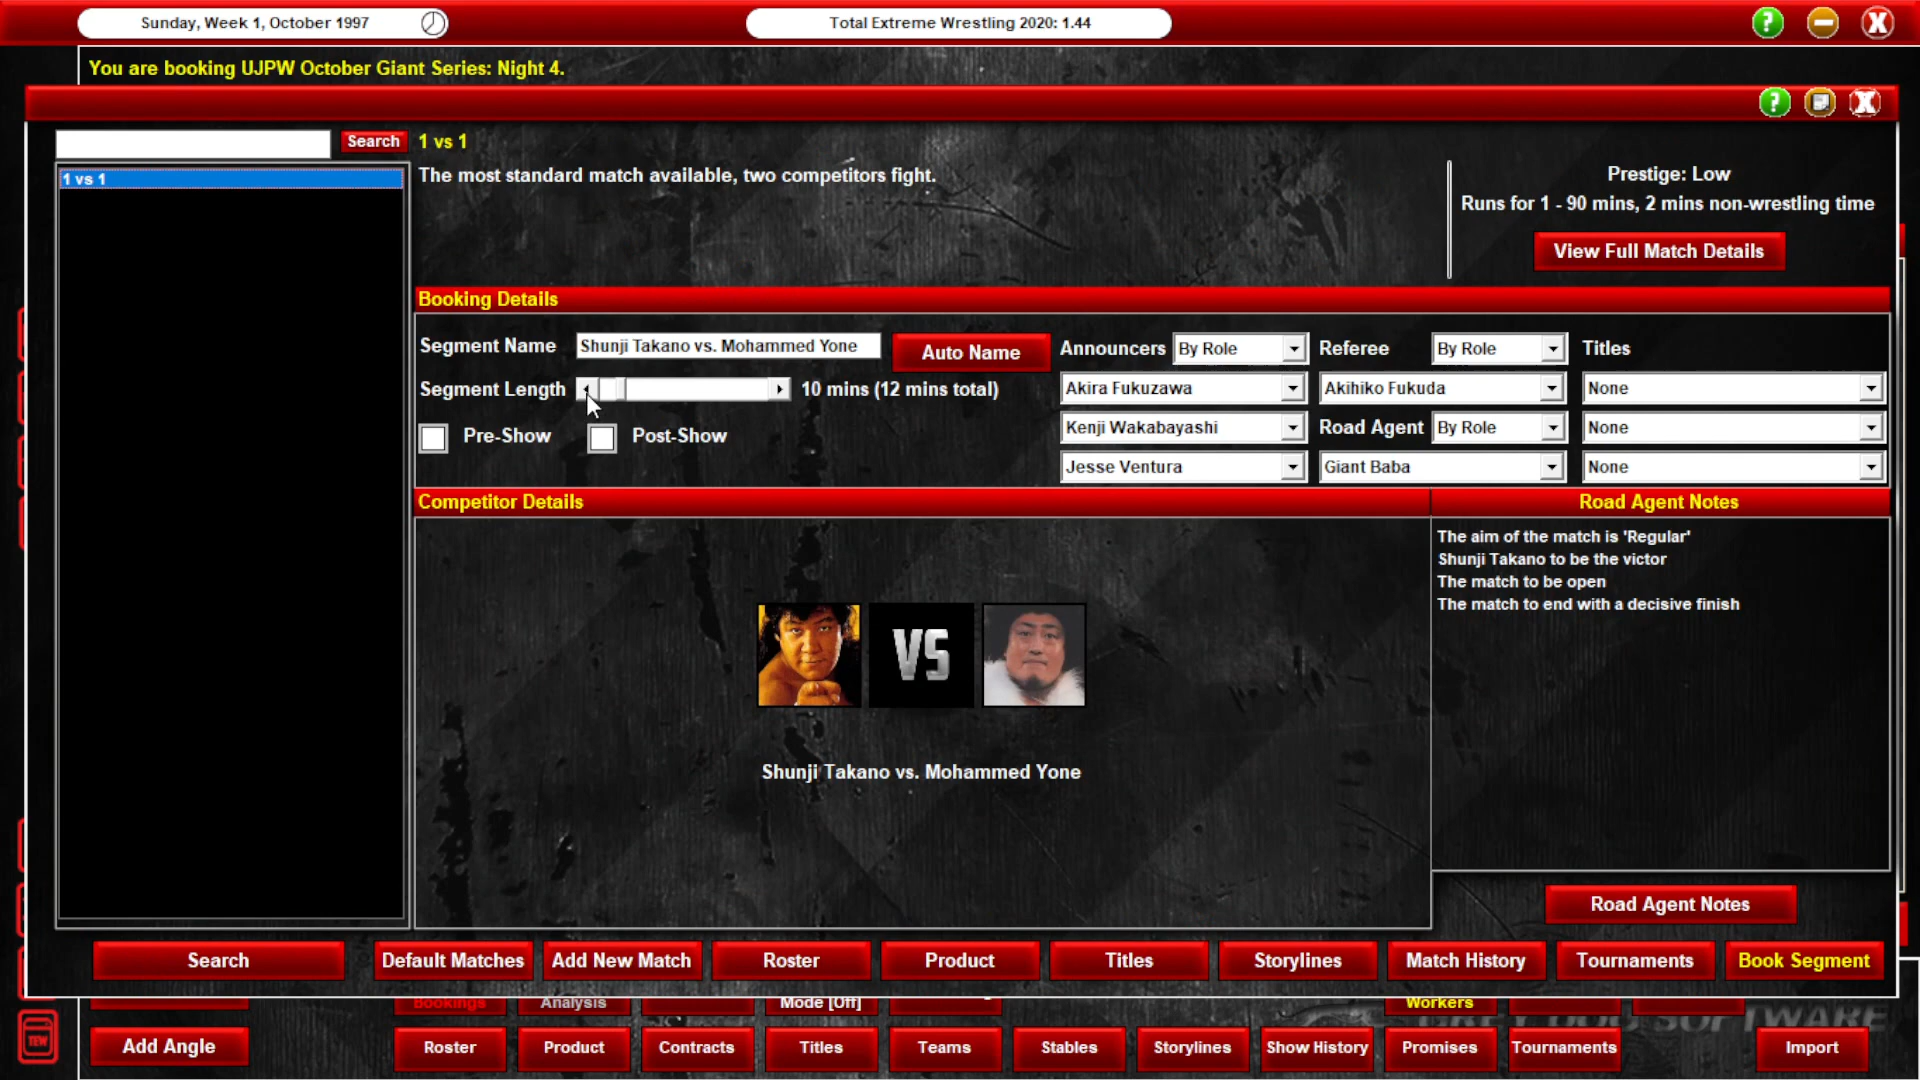 Sunday, Week 1, October 1997
Total Extreme Wrestling 2020: 1.44
You are booking UJPW October Giant Series: Night 4.
Search
1 vs 1
1 vs 1
The most standard match available, two competitors fight.
Prestige: Low
Runs for 1 - 90 mins, 2 mins non-wrestling time
View Full Match Details
Booking Details
Segment Name
Shunji Takano vs. Mohammed Yone
Auto Name
Announcers
By Role
Referee
By Role
Titles
Segment Length
10 mins (12 mins total)
Akira Fukuzawa
Akihiko Fukuda
None
Pre-Show
Post-Show
Kenji Wakabayashi
Road Agent
By Role
None
Jesse Ventura
Giant Baba
None
Competitor Details
Road Agent Notes
The aim of the match is 'Regular'
Shunji Takano to be the victor
The match to be open
The match to end with a decisive finish
VS
Shunji Takano vs. Mohammed Yone
Road Agent Notes
Search
Default Matches
Add New Match
Roster
Product
Titles
Storylines
Match History
Tournaments
Book Segment
Bookings
Analysis
Mode [Off]
Workers
GREY DOG SOFTWARE
TEW
Add Angle
Roster
Product
Contracts
Titles
Teams
Stables
Storylines
Show History
Promises
Tournaments
Import